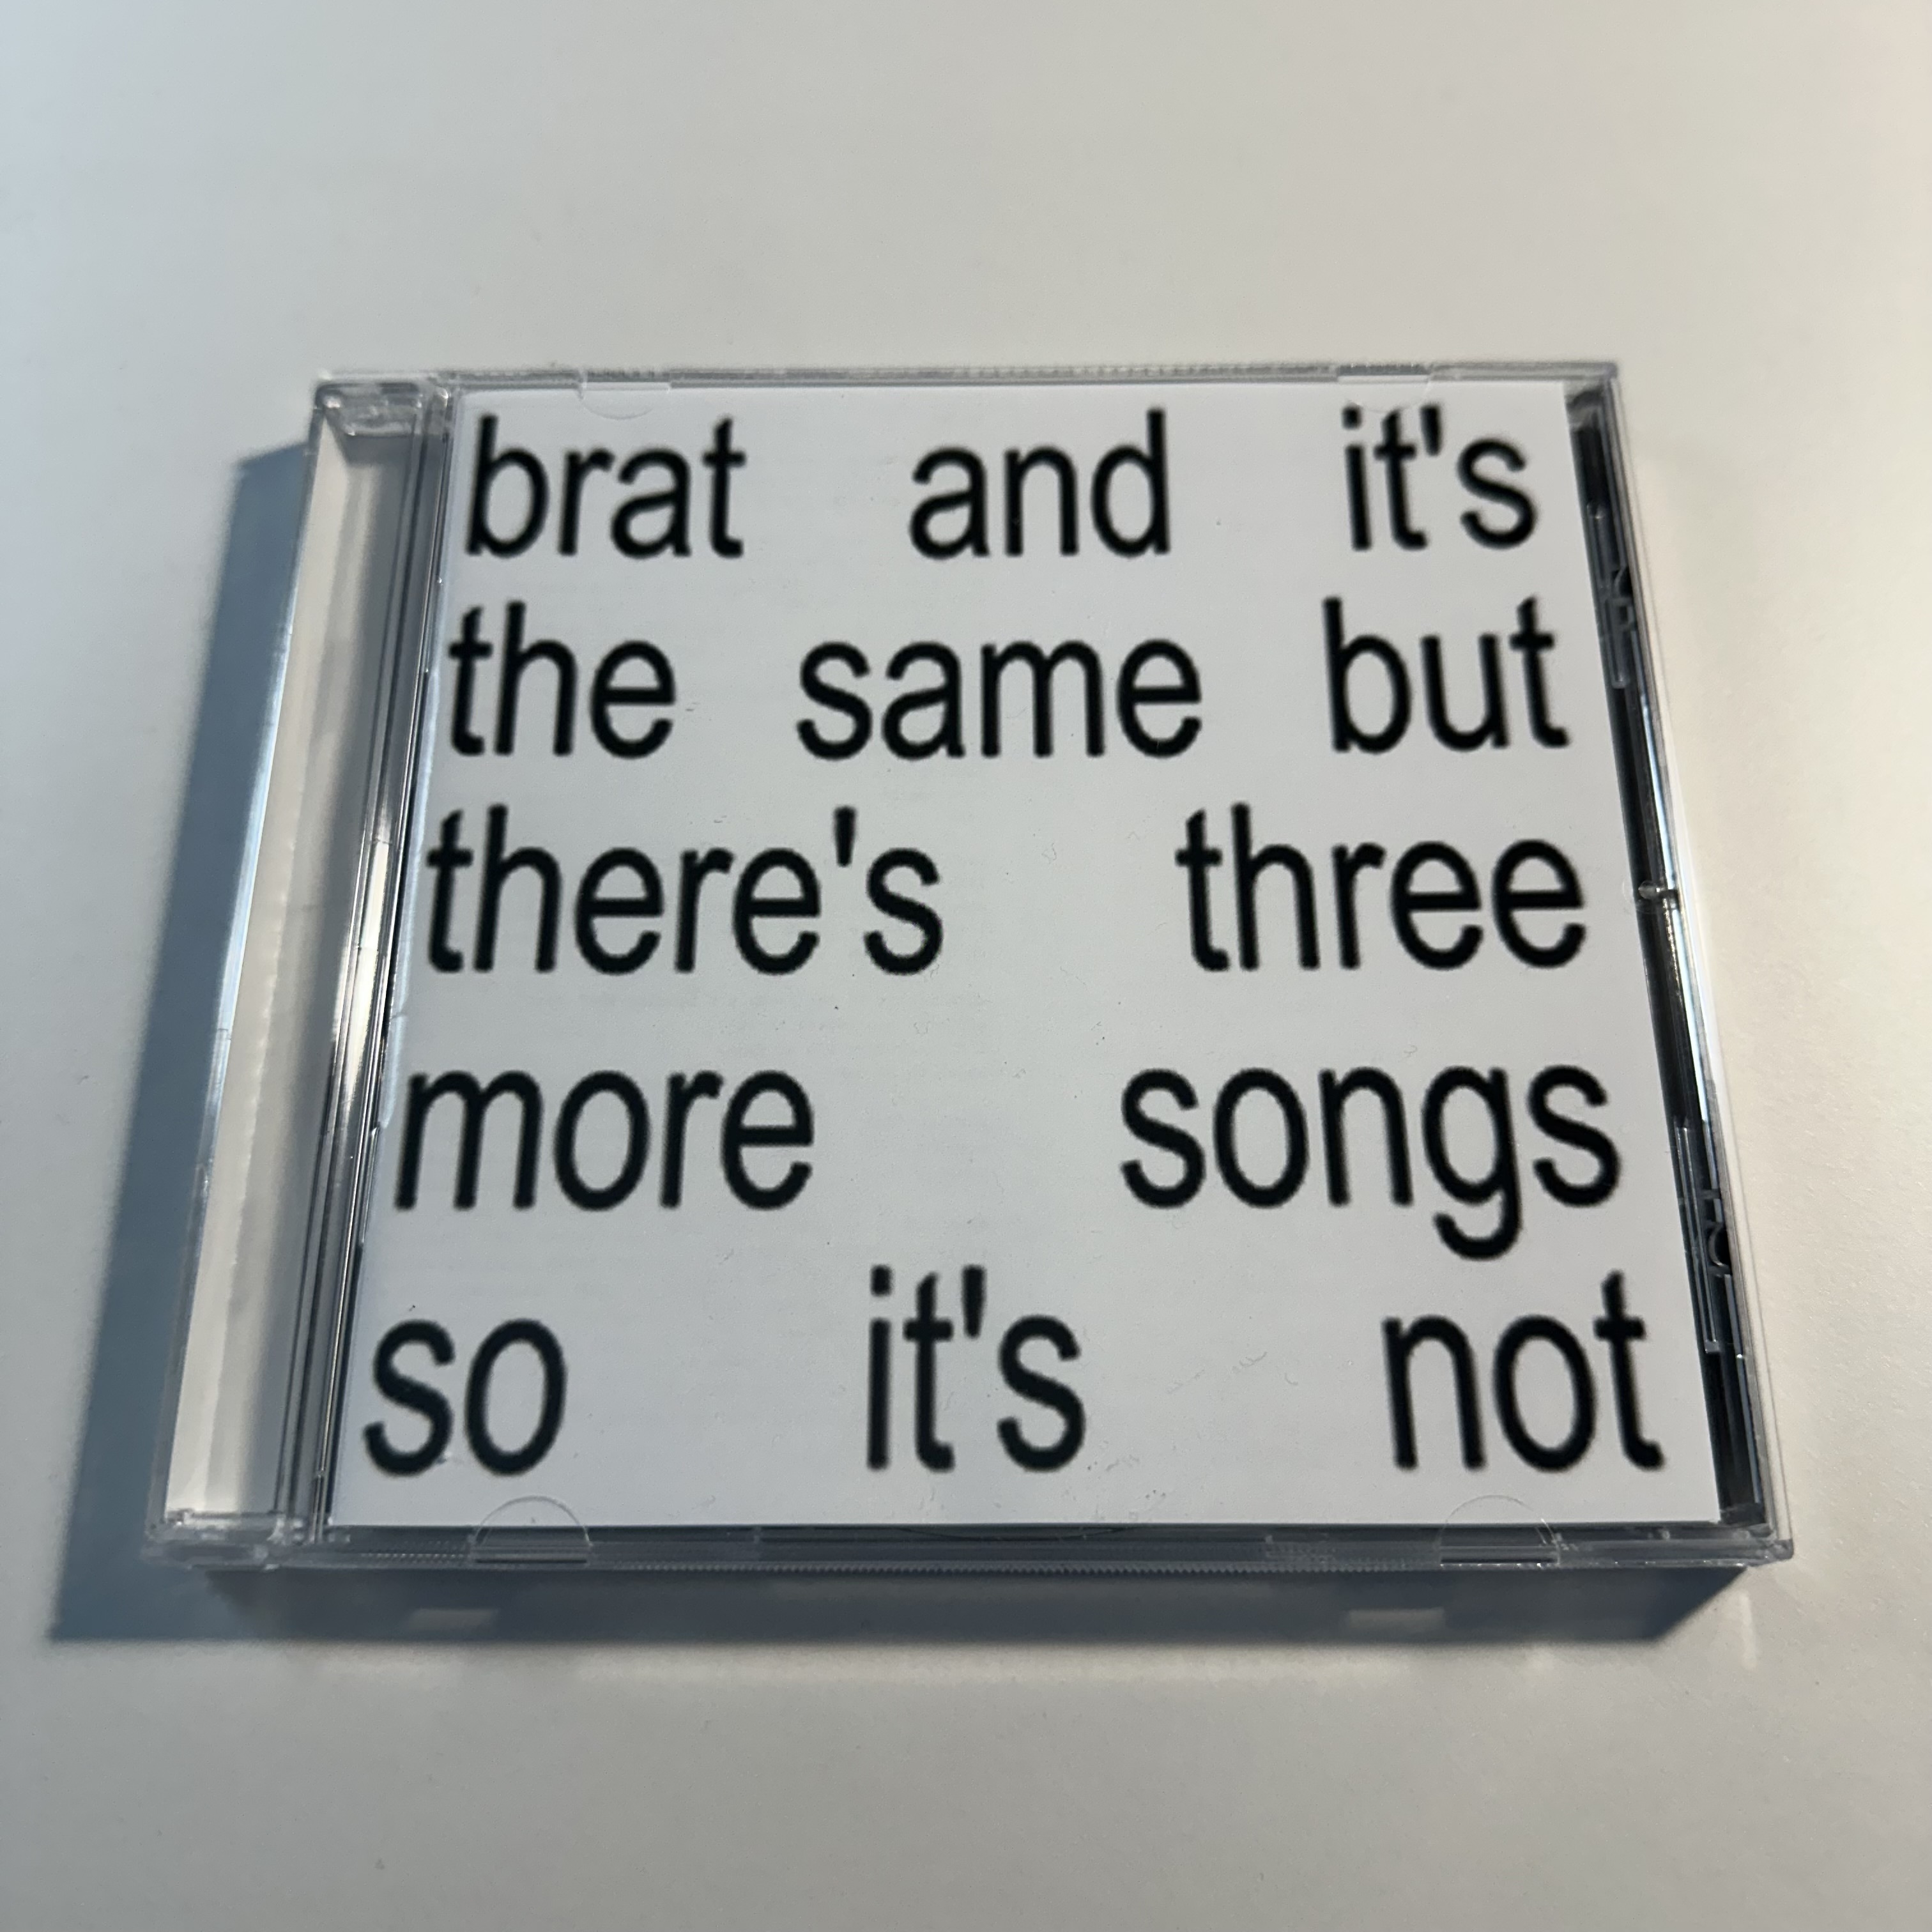 brat and it's
the same but
there's three
more songs
so it's not